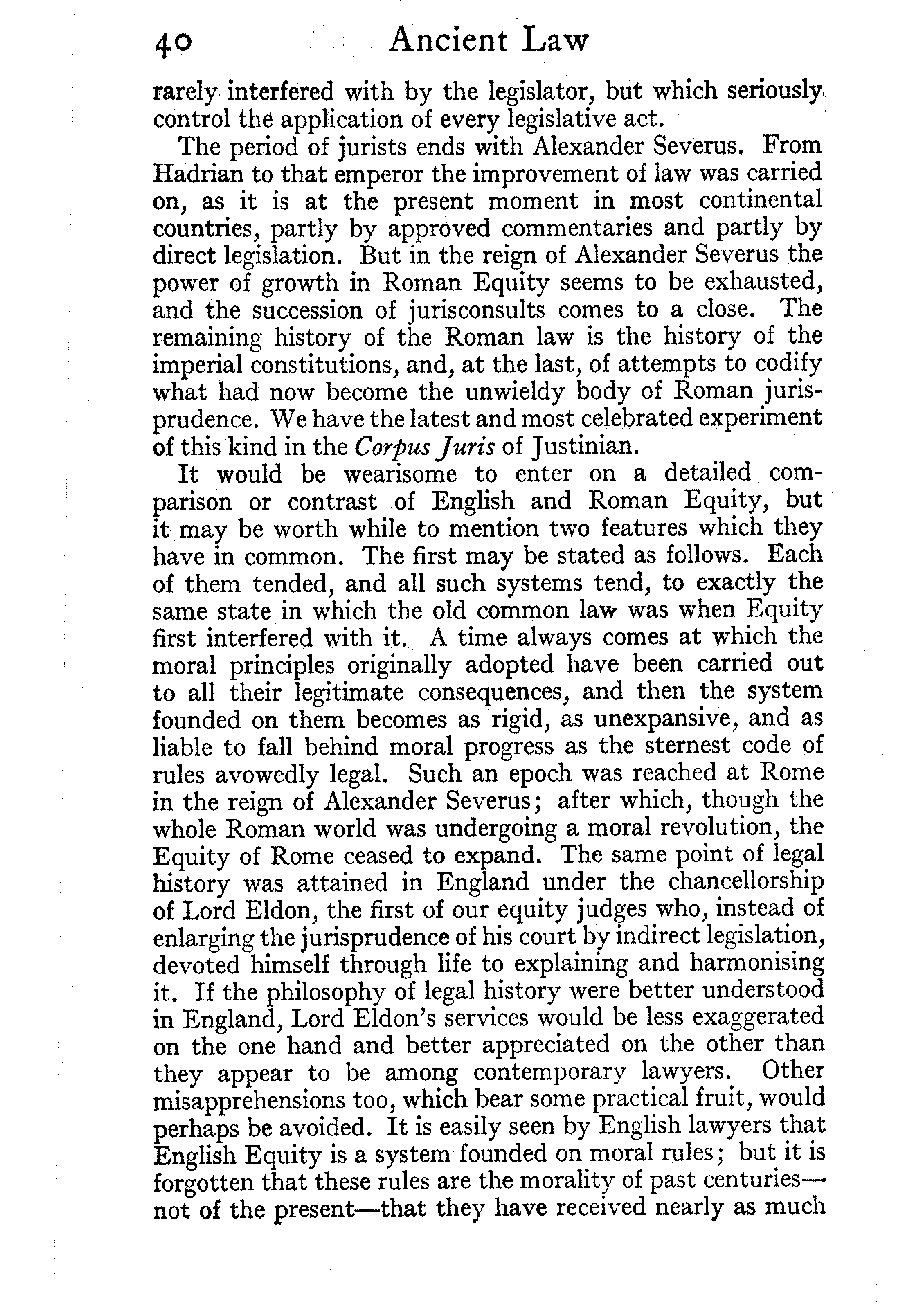 40 Ancient Law
rarely interfered with by the legislator, but which seriously
control the application of every legislative act.
The period of jurists ends with Alexander Severus. From
Hadrian to that emperor the improvement of law was carried
on, as it is at the present moment in most continental
countries, partly by approved commentaries and partly by
direct legislation. But in the reign of Alexander Severus the
power of growth in Roman Equity seems to be exhausted,
and the succession of jurisconsults comes to a close. The
remaining history of the Roman law is the history of the
imperial constitutions, and, at the last, of attempts to codify
what had now become the unwieldy body of Roman juris-
prudence. We have the latest and most celebrated experiment
of this kind in the Corpus Juris of Justinian.
It would be wearisome to enter on a detailed com-
parison or contrast of English and Roman Equity, but
it may be worth while to mention two features which they
have in common. The first may be stated as follows. Each
of them tended, and all such systems tend, to exactly the
same state in which the old common law was when Equity
first interfered with it. A time always comes at which the
moral principles originally adopted have been carried out
to all their legitimate consequences, and then the system
founded on them becomes as rigid, as unexpansive, and as
liable to fall behind moral progress as the sternest code of
rules avowedly legal. Such an epoch was reached at Rome
in the reign of Alexander Severus; after which, though the
whole Roman world was undergoing a moral revolution, the
Equity of Rome ceased to expand. The same point of legal
history was attained in England under the chancellorship
of Lord Eldon, the first of our equity judges who, instead of
enlarging the jurisprudence of his court by indirect legislation,
devoted himself through life to explaining and harmonising
it. If the philosophy of legal history were better understood
in England, Lord Eldon's services would be less exaggerated
on the one hand and better appreciated on the other than
they appear to be among contemporary lawyers. Other
misapprehensions too, which bear some practical fruit, would
perhaps be avoided. It is easily seen by English lawyers that
English Equity is a system founded on moral rules; but it is
forgotten that these rules are the morality of past centuries—
not of the present—that they have received nearly as much